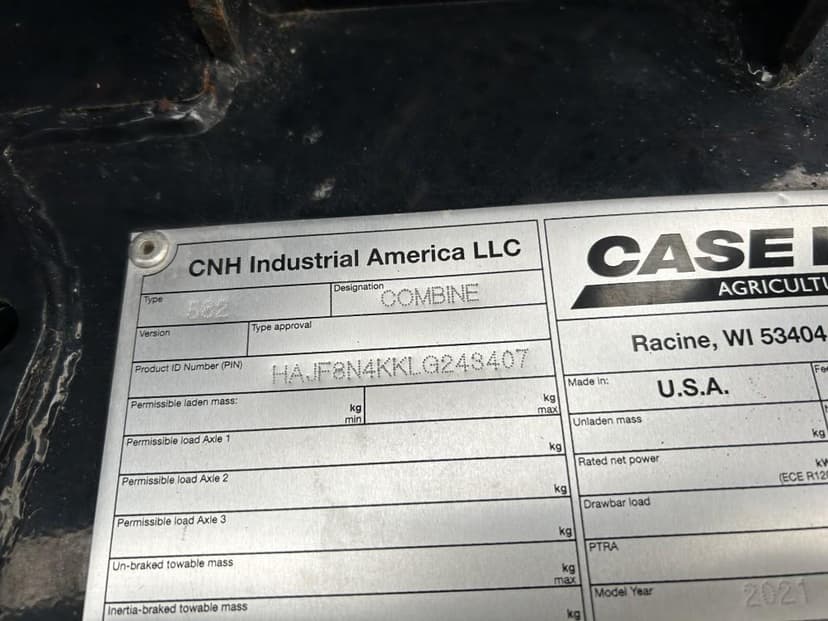 CNH Industrial America LLC
Type
Designation COMBINE
Version
Type approval
Product ID Number (PIN) HAJF8N4KKLG243407
Permissible laden mass:
kg min
kg max
Permissible load Axle 1 kg
Permissible load Axle 2 kg
Permissible load Axle 3 kg
Un-braked towable mass kg max
Inertia-braked towable mass kg
CASE
AGRICULTU
Racine, WI 53404
Made in: U.S.A.
Unladen mass kg
Rated net power
(ECE R12
Drawbar load
PTRA
Model Year 2021